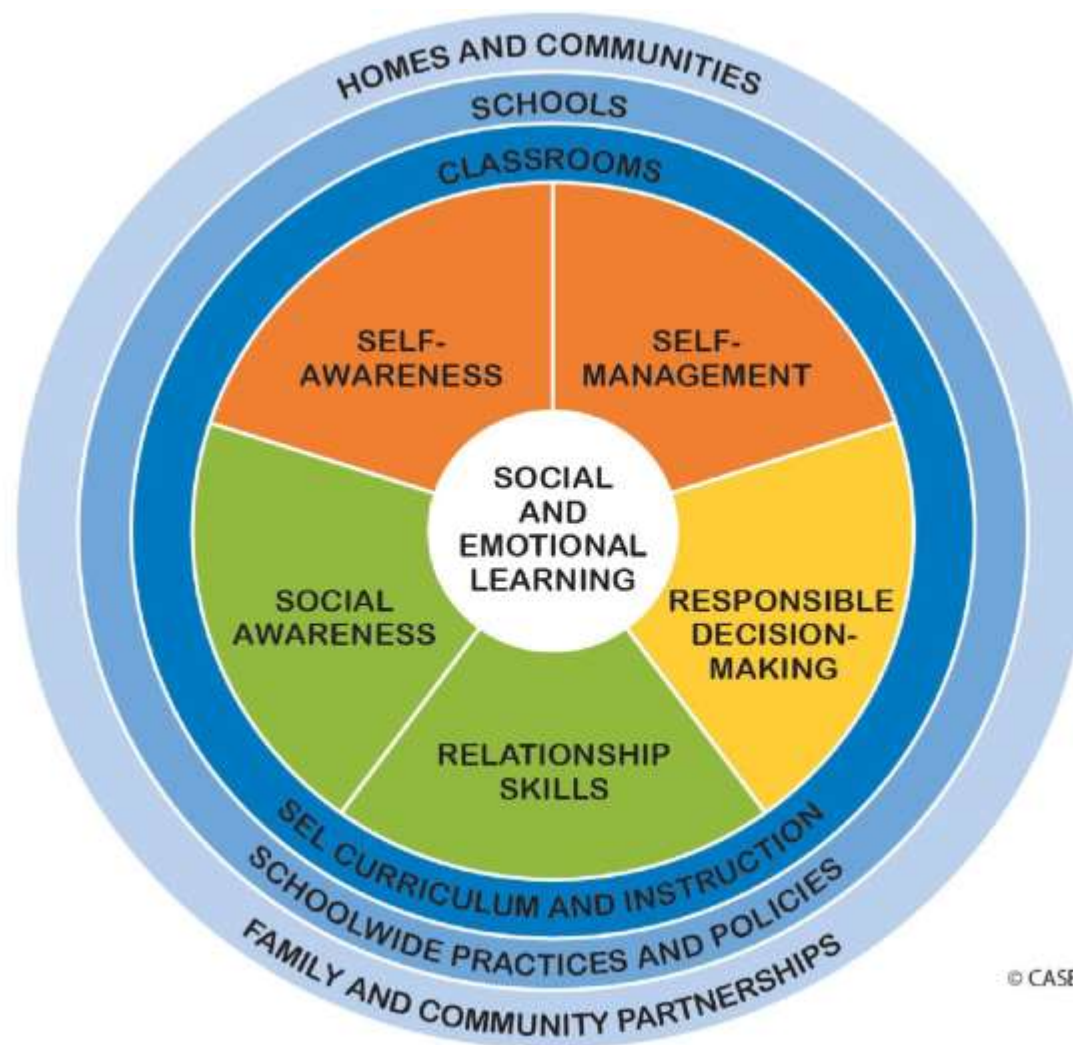 HOMES AND COMMUNITIES
SCHOOLS
CLASSROOMS
SELF-
AWARENESS
SELF-
MANAGEMENT
SOCIAL
AND
EMOTIONAL
LEARNING
SOCIAL
AWARENESS
RESPONSIBLE
DECISION-
MAKING
RELATIONSHIP
SKILLS
SEL CURRICULUM AND INSTRUCTION
SCHOOLWIDE PRACTICES AND POLICIES
FAMILY AND COMMUNITY PARTNERSHIPS
©